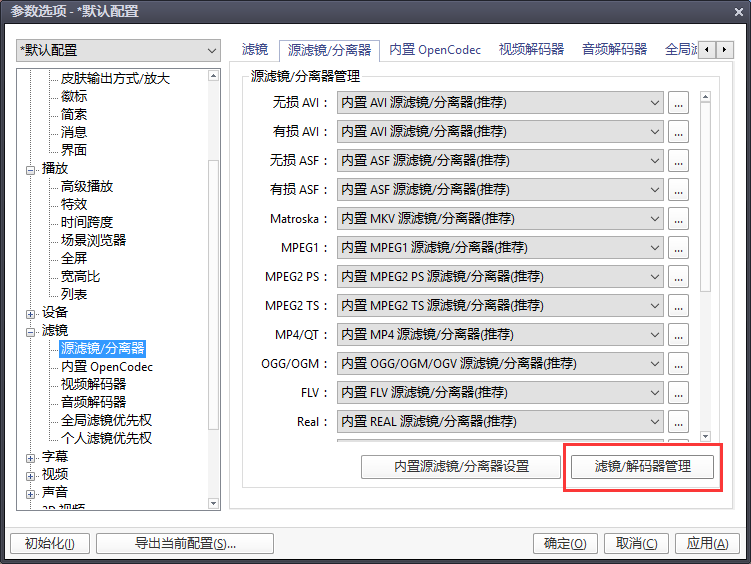 参数选项 - *默认配置
*默认配置
皮肤输出方式/放大
徽标
简索
消息
界面
播放
高级播放
特效
时间跨度
场景浏览器
全屏
宽高比
列表
设备
滤镜
源滤镜/分离器
内置 OpenCodec
视频解码器
音频解码器
全局滤镜优先权
个人滤镜优先权
字幕
视频
声音
滤镜 源滤镜/分离器 内置 OpenCodec 视频解码器 音频解码器 全局滤
源滤镜/分离器管理
无损 AVI： 内置 AVI 源滤镜/分离器(推荐) ...
有损 AVI： 内置 AVI 源滤镜/分离器(推荐) ...
无损 ASF： 内置 ASF 源滤镜/分离器(推荐) ...
有损 ASF： 内置 ASF 源滤镜/分离器(推荐) ...
Matroska： 内置 MKV 源滤镜/分离器(推荐) ...
MPEG1： 内置 MPEG1 源滤镜/分离器(推荐) ...
MPEG2 PS： 内置 MPEG2 PS 源滤镜/分离器(推荐) ...
MPEG2 TS： 内置 MPEG2 TS 源滤镜/分离器(推荐) ...
MP4/QT： 内置 MP4 源滤镜/分离器(推荐) ...
OGG/OGM： 内置 OGG/OGM/OGV 源滤镜/分离器(推荐) ...
FLV： 内置 FLV 源滤镜/分离器(推荐) ...
Real： 内置 REAL 源滤镜/分离器(推荐) ...
内置源滤镜/分离器设置 滤镜/解码器管理
初始化(I) 导出当前配置(S)... 确定(O) 取消(C) 应用(A)